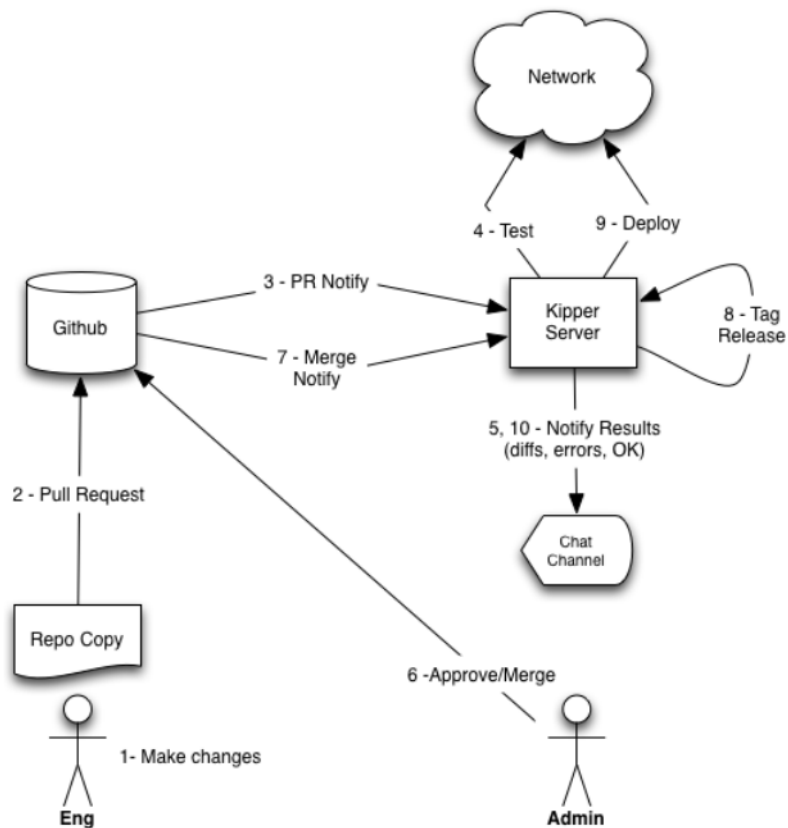 Network
4 - Test
9 - Deploy
3 - PR Notify
Github
Kipper
Server
8 - Tag
Release
7 - Merge
Notify
5, 10 - Notify Results
(diffs, errors, OK)
2 - Pull Request
Chat
Channel
Repo Copy
6 -Approve/Merge
1- Make changes
Eng
Admin